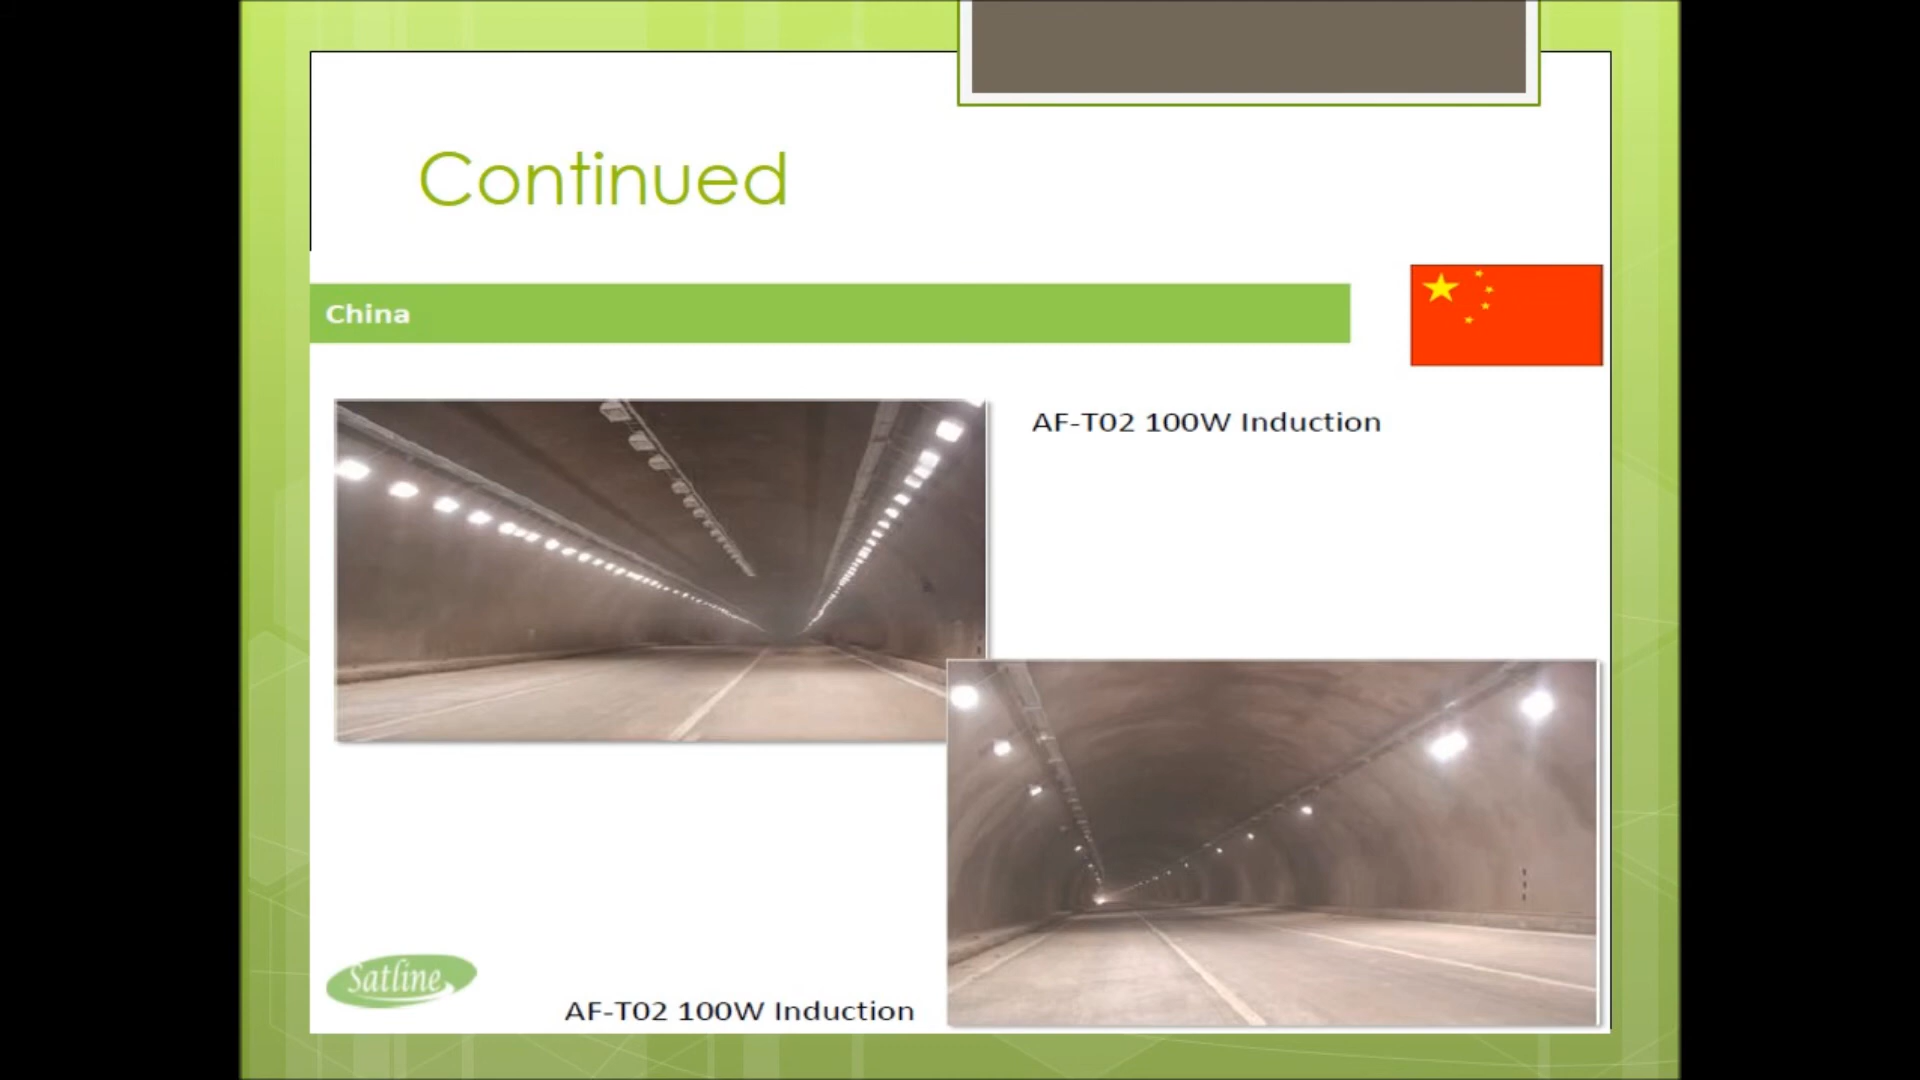 Continued
China
AF-T02 100W Induction
Satline
AF-T02 100W Induction